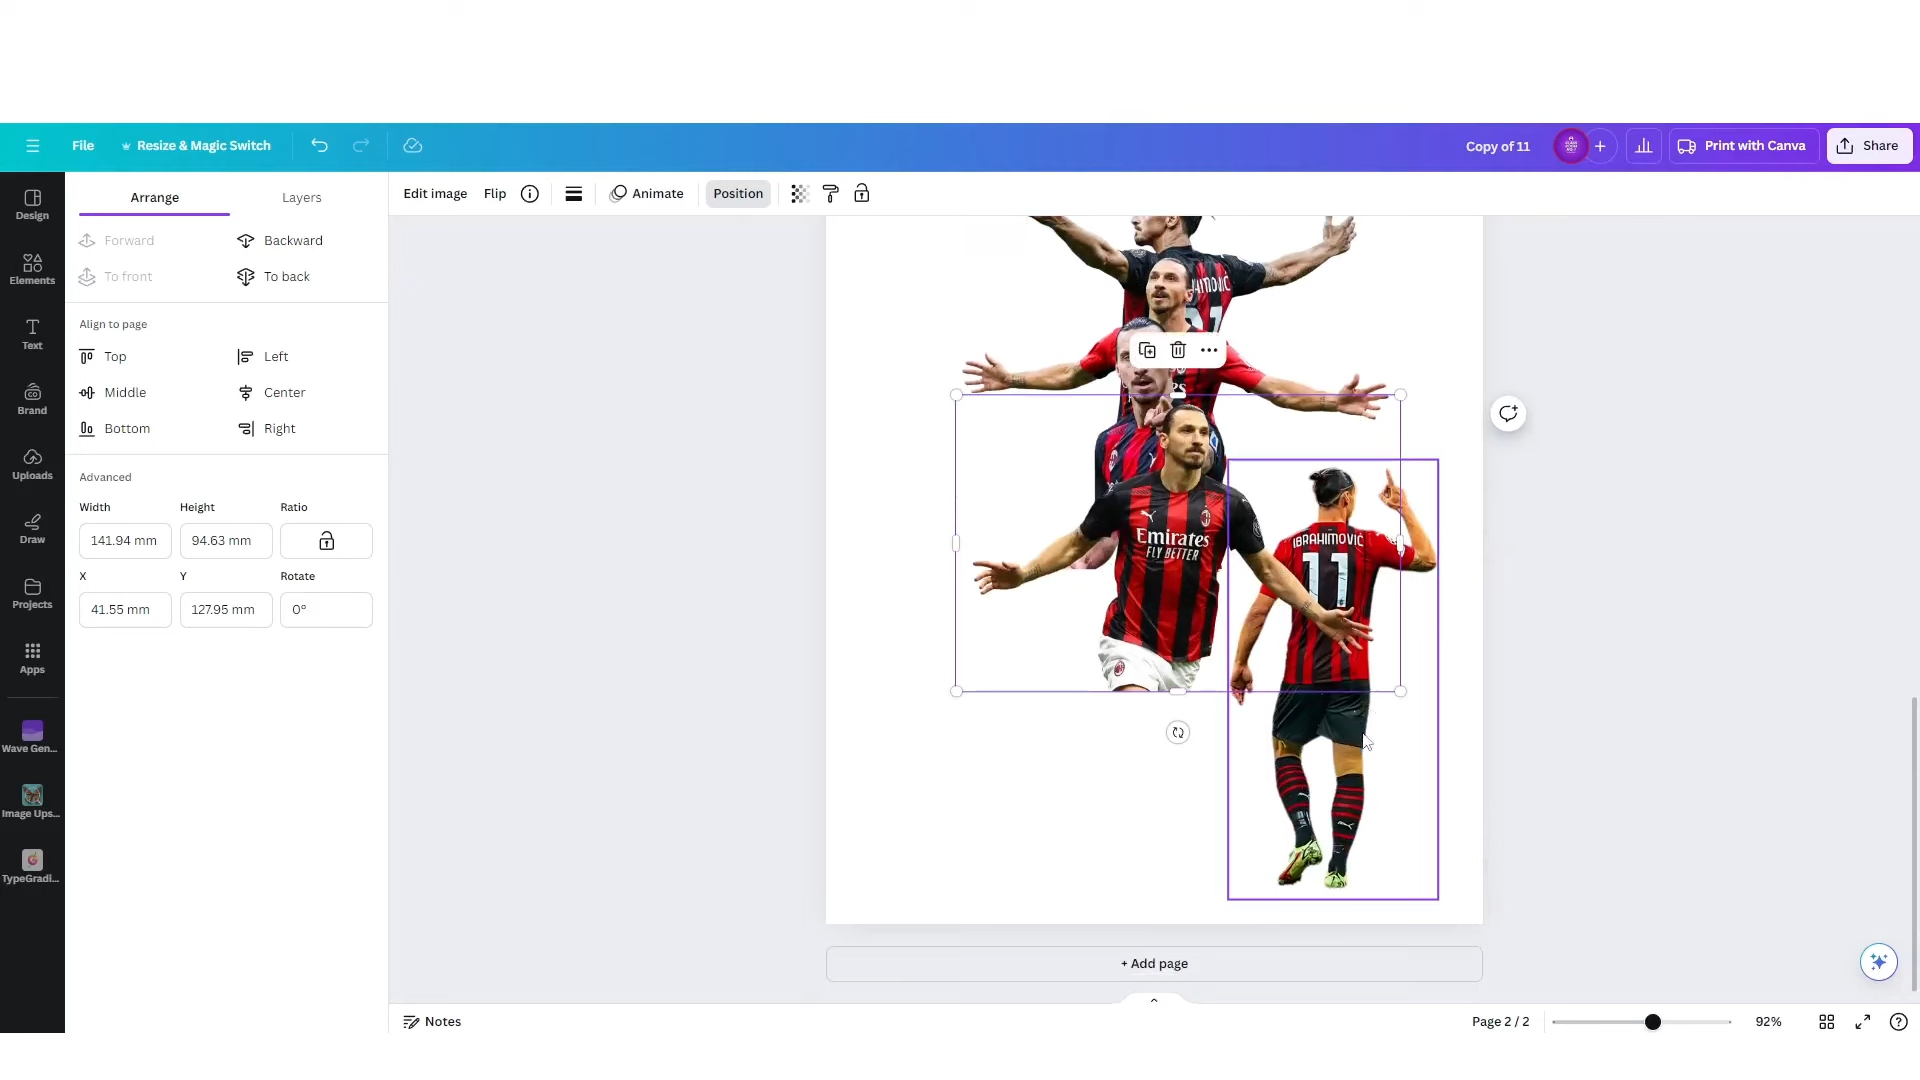 File
Resize & Magic Switch
Copy of 11
Print with Canva
Share
Design
Elements
Text
Brand
Uploads
Draw
Projects
Apps
Wave Gen...
Image Ups...
TypeGradi...
Arrange
Layers
Forward
Backward
To front
To back
Align to page
Top
Left
Middle
Center
Bottom
Right
Advanced
Width
Height
Ratio
141.94 mm
94.63 mm
X
Y
Rotate
41.55 mm
127.95 mm
0°
Edit image
Flip
Animate
Position
Emirates
FLY BETTER
IBRAHIMOVIĆ
11
+ Add page
Notes
Page 2 / 2
92%